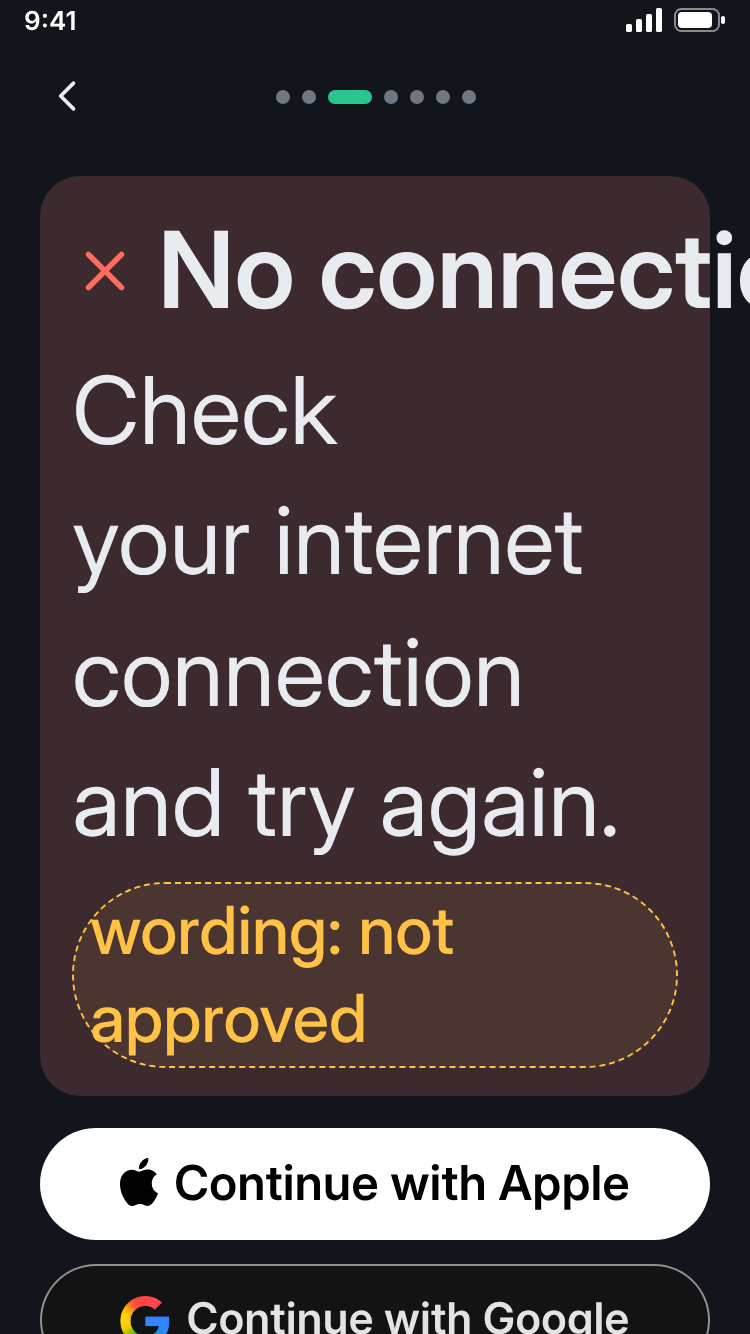 9:41
No connectio
Check
your internet
connection
and try again.
wording: not
approved
Continue with Apple
Continue with Google